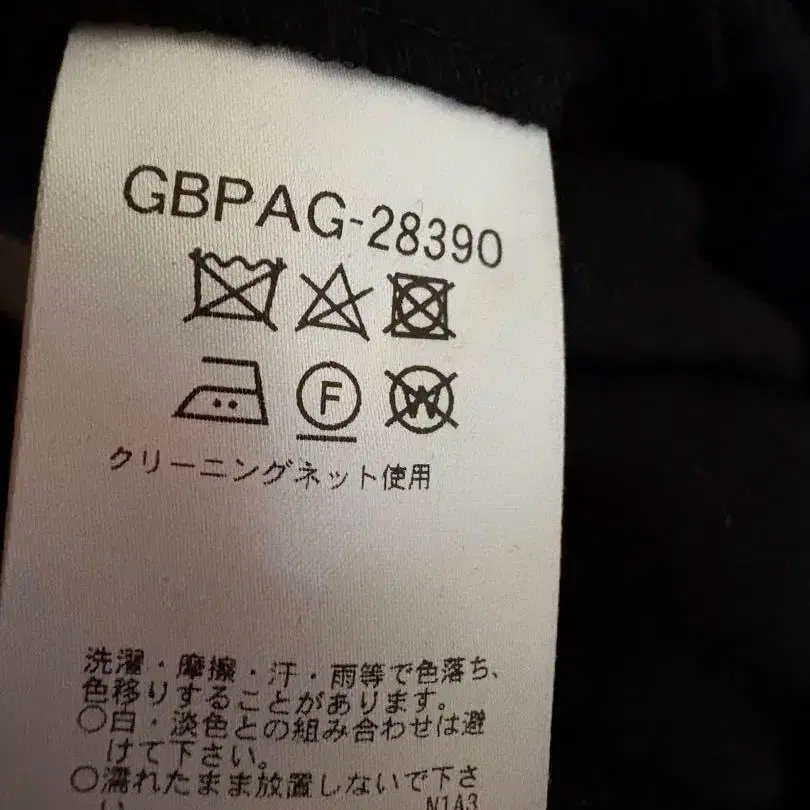 GBPAG-28390
F W
クリーニングネット使用
洗濯・摩擦・汗・雨等で色落ち、
色移りすることがあります。
○白・淡色との組み合わせは避
けて下さい。
○濡れたまま放置しないで下さ
い
N1A3